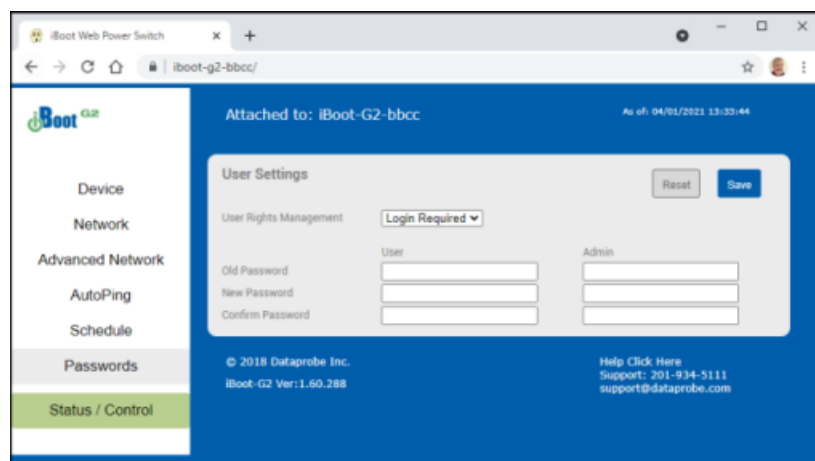 iBoot Web Power Switch
iboot-g2-bbcc/
iBoot G2
Attached to: iBoot-G2-bbcc
As of: 04/01/2021 13:33:44
Device
Network
Advanced Network
AutoPing
Schedule
Passwords
Status / Control
User Settings
Reset
Save
User Rights Management
Login Required
User
Admin
Old Password
New Password
Confirm Password
© 2018 Dataprobe Inc.
iBoot-G2 Ver:1.60.288
Help Click Here
Support: 201-934-5111
support@dataprobe.com